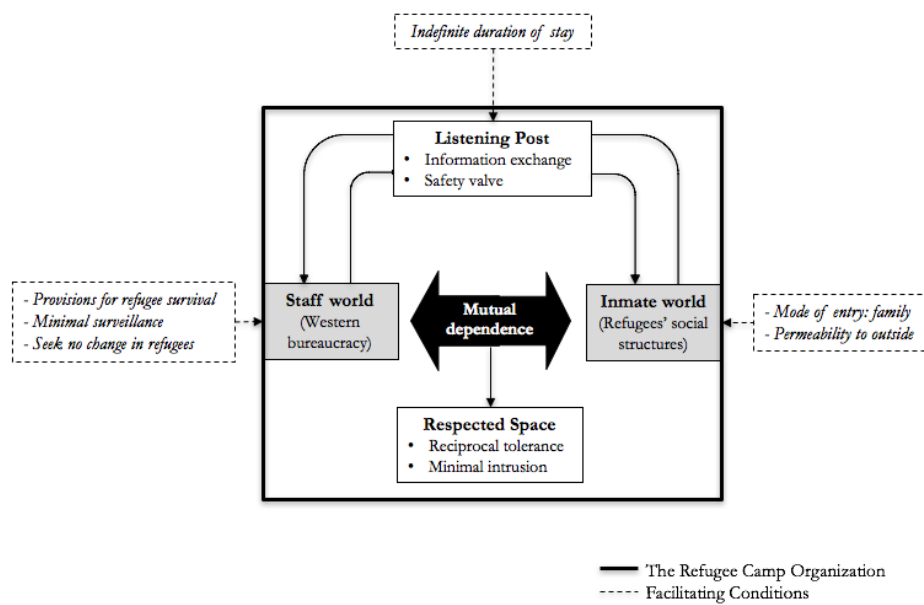 Indefinite duration of stay
Listening Post
• Information exchange
• Safety valve
- Provisions for refugee survival
- Minimal surveillance
- Seek no change in refugees
Staff world
(Western
bureaucracy)
Mutual
dependence
Inmate world
(Refugees' social
structures)
- Mode of entry: family
- Permeability to outside
Respected Space
• Reciprocal tolerance
• Minimal intrusion
The Refugee Camp Organization
Facilitating Conditions